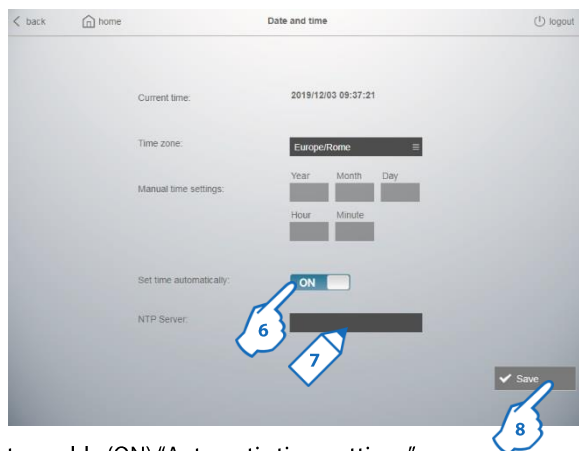 back home Date and time logout
Current time: 2019/12/03 09:37:21
Time zone: Europe/Rome
Year Month Day
Manual time settings:
Hour Minute
Set time automatically: ON
6
NTP Server:
7
Save
8
(ON)